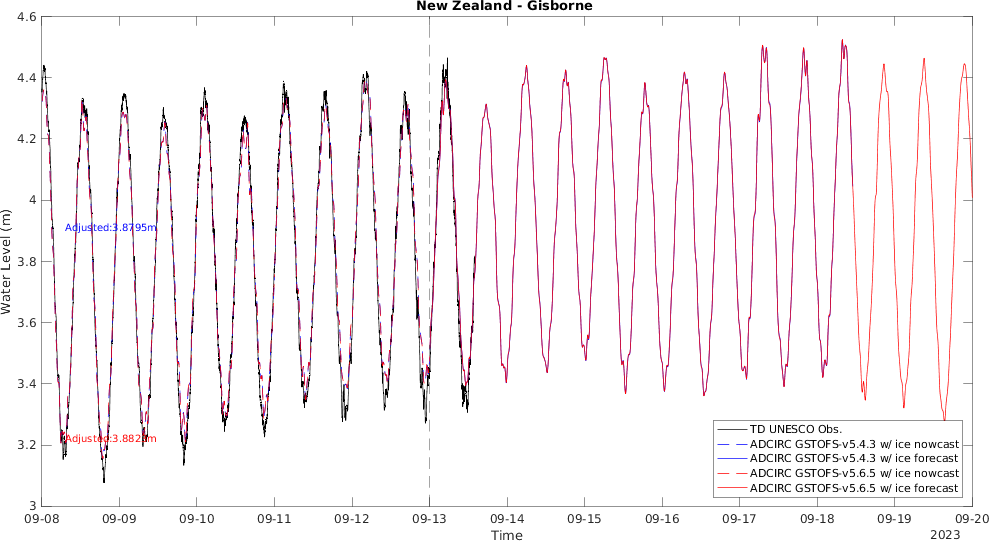 New Zealand - Gisborne
4.6
4.4
4.2
4
3.8
3.6
3.4
3.2
3
Water Level (m)
Adjusted:3.8795m
TD UNESCO Obs.
ADCIRC GSTOFS-v5.4.3 w/ ice nowcast
ADCIRC GSTOFS-v5.4.3 w/ ice forecast
ADCIRC GSTOFS-v5.6.5 w/ ice nowcast
ADCIRC GSTOFS-v5.6.5 w/ ice forecast
09-08 09-09 09-10 09-11 09-12 09-13 09-14 09-15 09-16 09-17 09-18 09-19 09-20
Time
2023